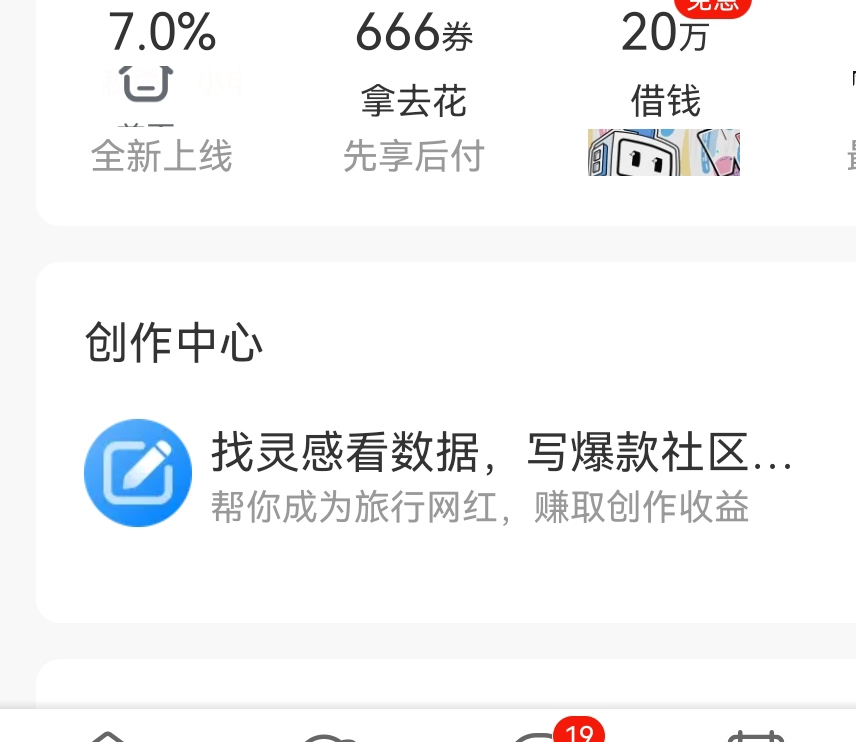 7.0% 666券 20万
拿去花 借钱
全新上线 先享后付
创作中心
找灵感看数据，写爆款社区...
帮你成为旅行网红，赚取创作收益
19